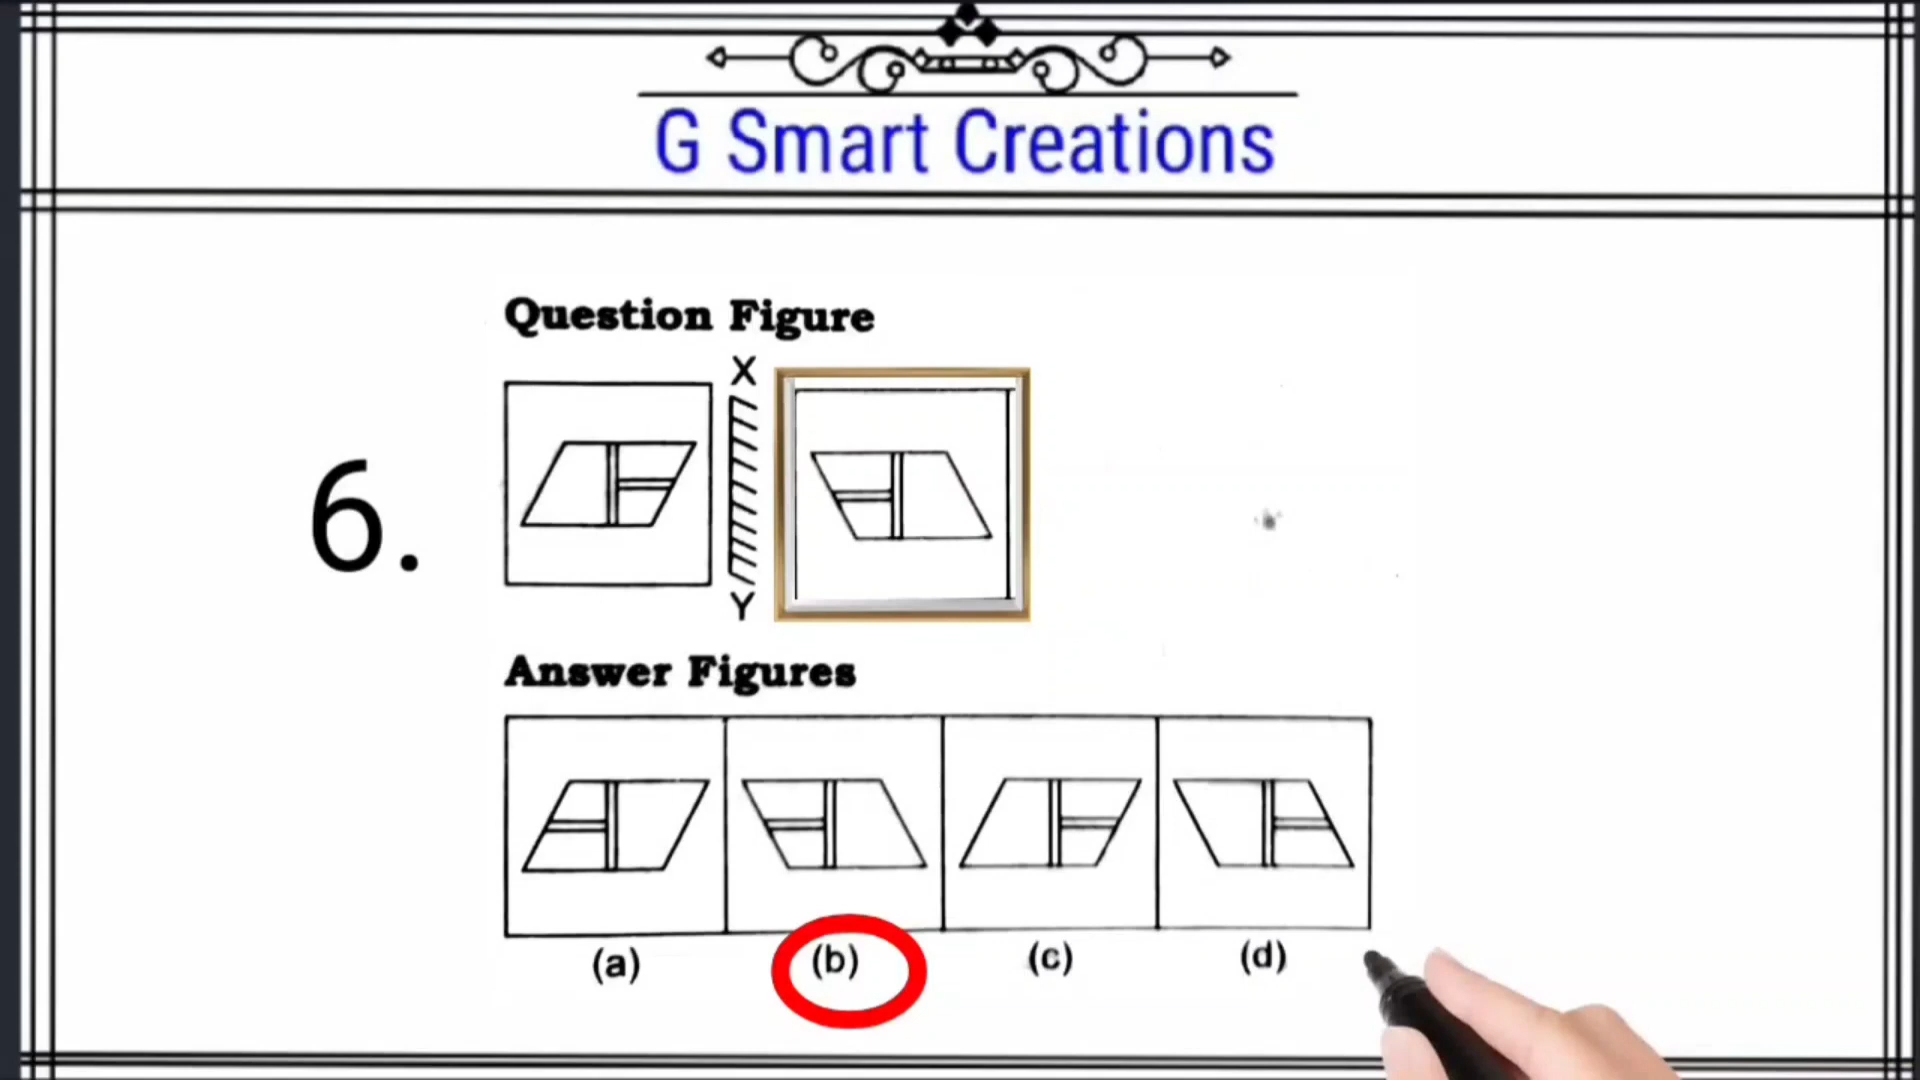 G Smart Creations
Question Figure
X
6.
Y
Answer Figures
(a) (b) (c) (d)